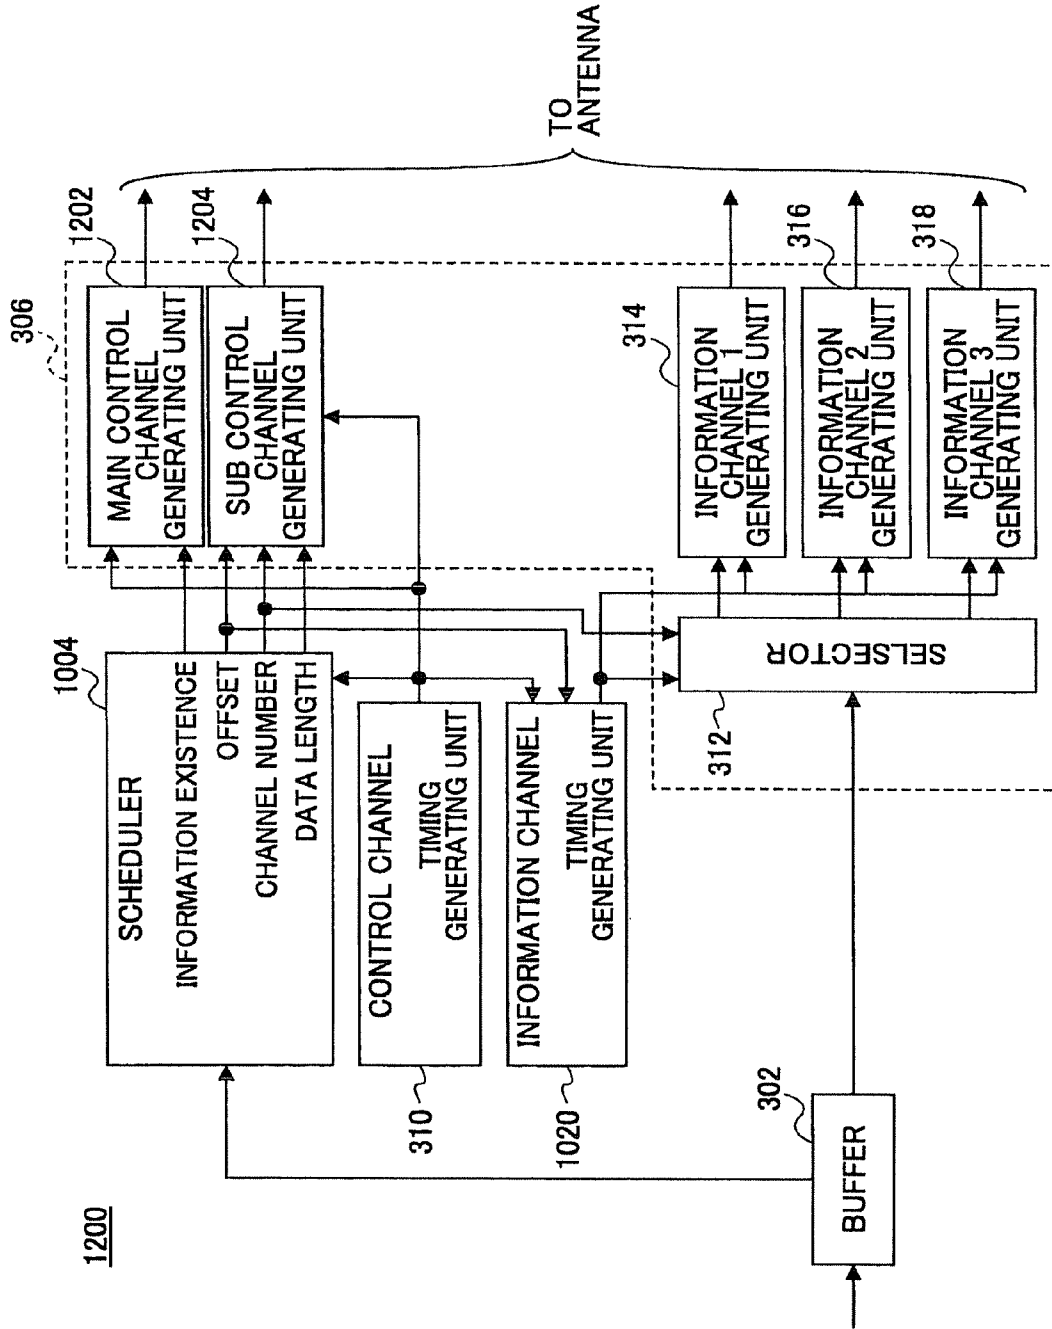 1200
306
1202
MAIN CONTROL
CHANNEL
GENERATING UNIT
1204
SUB CONTROL
CHANNEL
GENERATING UNIT
TO
ANTENNA
1004
SCHEDULER
INFORMATION EXISTENCE
OFFSET
CHANNEL NUMBER
DATA LENGTH
CONTROL CHANNEL
TIMING
GENERATING UNIT
310
INFORMATION CHANNEL
TIMING
GENERATING UNIT
1020
314
INFORMATION
CHANNEL 1
GENERATING UNIT
316
INFORMATION
CHANNEL 2
GENERATING UNIT
318
INFORMATION
CHANNEL 3
GENERATING UNIT
SELSECTOR
312
302
BUFFER